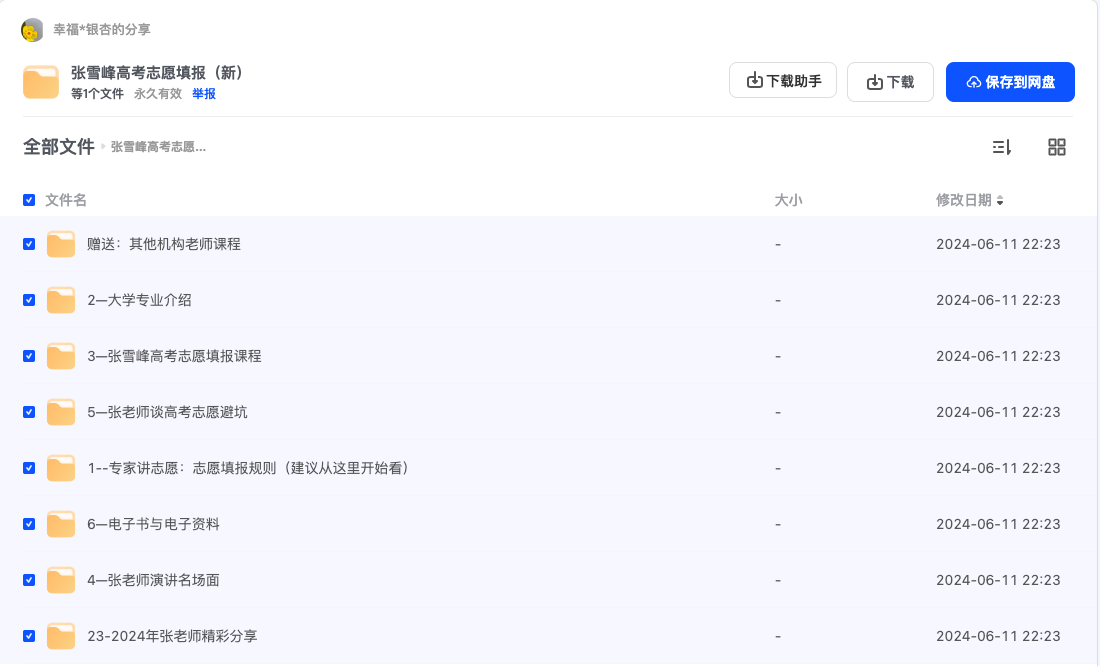 幸福*银杏的分享
张雪峰高考志愿填报（新）
等1个文件 永久有效 举报
下载助手 下载 保存到网盘
全部文件 张雪峰高考志愿...
文件名 大小 修改日期
赠送：其他机构老师课程 - 2024-06-11 22:23
2—大学专业介绍 - 2024-06-11 22:23
3—张雪峰高考志愿填报课程 - 2024-06-11 22:23
5—张老师谈高考志愿避坑 - 2024-06-11 22:23
1--专家讲志愿：志愿填报规则（建议从这里开始看） - 2024-06-11 22:23
6—电子书与电子资料 - 2024-06-11 22:23
4—张老师演讲名场面 - 2024-06-11 22:23
23-2024年张老师精彩分享 - 2024-06-11 22:23